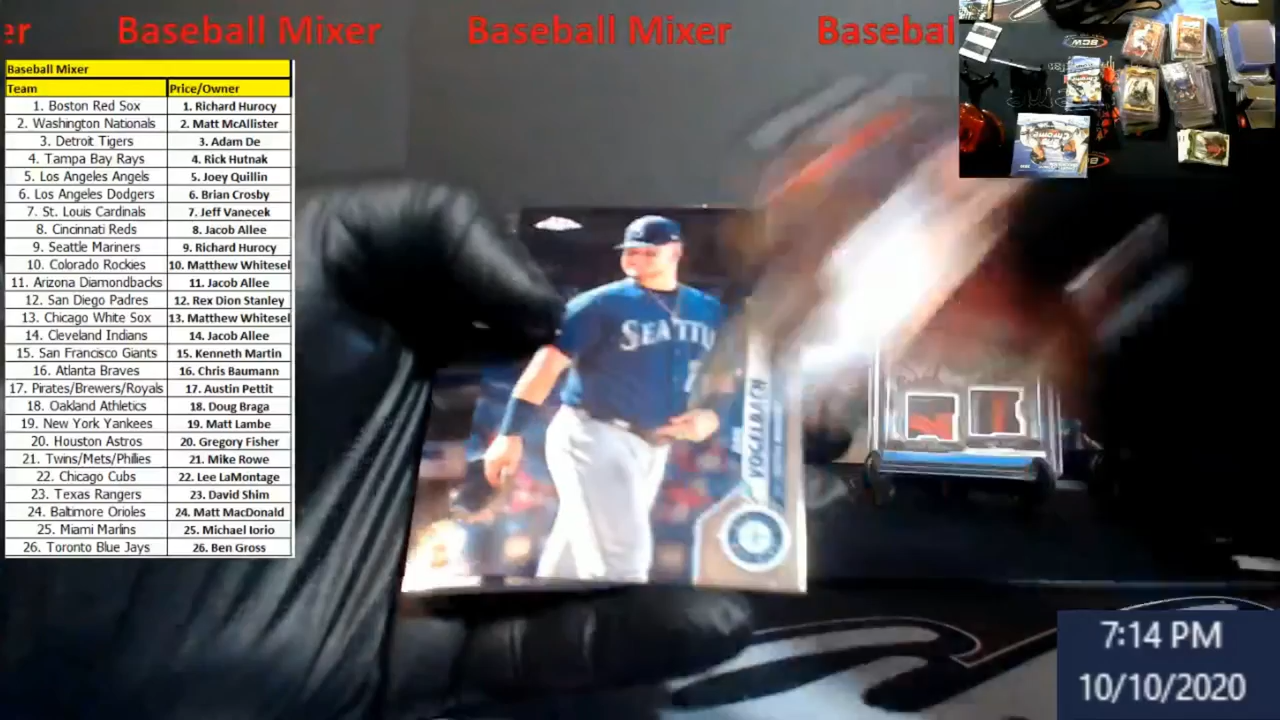 er Baseball Mixer Baseball Mixer Basebal
Baseball Mixer
Team Price/Owner
1. Boston Red Sox 1. Richard Hurocy
2. Washington Nationals 2. Matt McAllister
3. Detroit Tigers 3. Adam De
4. Tampa Bay Rays 4. Rick Hutnak
5. Los Angeles Angels 5. Joey Quillin
6. Los Angeles Dodgers 6. Brian Crosby
7. St. Louis Cardinals 7. Jeff Vanecek
8. Cincinati Reds 8. Jacob Allee
9. Seattle Mariners 9. Richard Hurocy
10. Colorado Rockies 10. Matthew Whitesel
11. Arizona Diamondbacks 11. Jacob Allee
12. San Diego Padres 12. Rex Dion Stanley
13. Chicago White Sox 13. Matthew Whitesel
14. Cleveland Indians 14. Jacob Allee
15. San Francisco Giants 15. Kenneth Martin
16. Atlanta Braves 16. Chris Baumann
17. Pirates/Brewers/Royals 17. Austin Pettit
18. Oakland Athletics 18. Doug Braga
19. New York Yankees 19. Matt Lambe
20. Houston Astros 20. Gregory Fisher
21. Twins/Mets/Philies 21. Mike Rowe
22. Chicago Cubs 22. Lee LaMontage
23. Texas Rangers 23. David Shim
24. Baltimore Orioles 24. Matt MacDonald
25. Miami Marlins 25. Michael Iorio
26. Toronto Blue Jays 26. Ben Gross
SEATTL
VOGELBACH
7:14 PM
10/10/2020